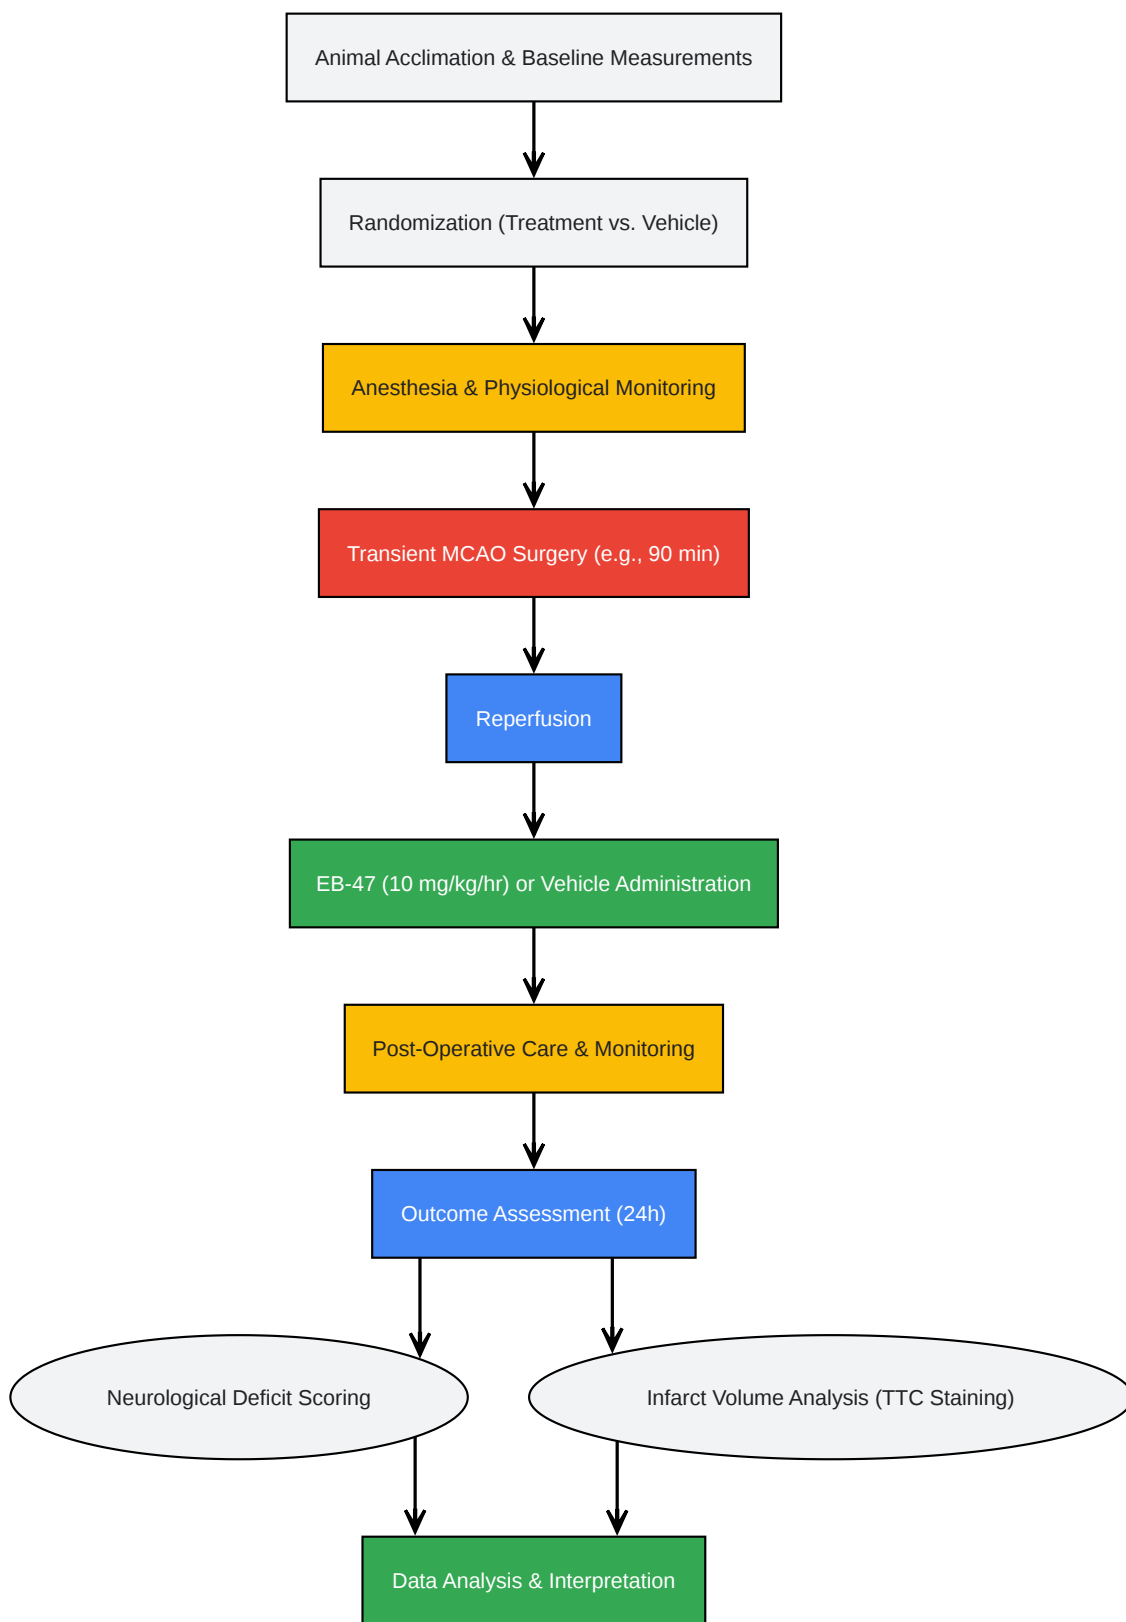 Animal Acclimation & Baseline Measurements
Randomization (Treatment vs. Vehicle)
Anesthesia & Physiological Monitoring
Transient MCAO Surgery (e.g., 90 min)
Reperfusion
EB-47 (10 mg/kg/hr) or Vehicle Administration
Post-Operative Care & Monitoring
Outcome Assessment (24h)
Neurological Deficit Scoring
Infarct Volume Analysis (TTC Staining)
Data Analysis & Interpretation